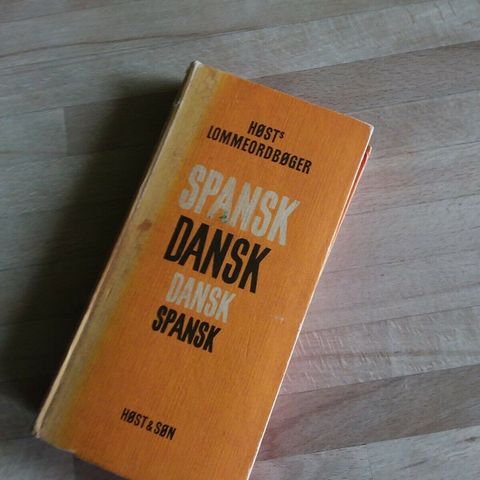 HØSTs
LOMMEORDBØGER
SPANSK
DANSK
DANSK
SPANSK
HØST & SØN